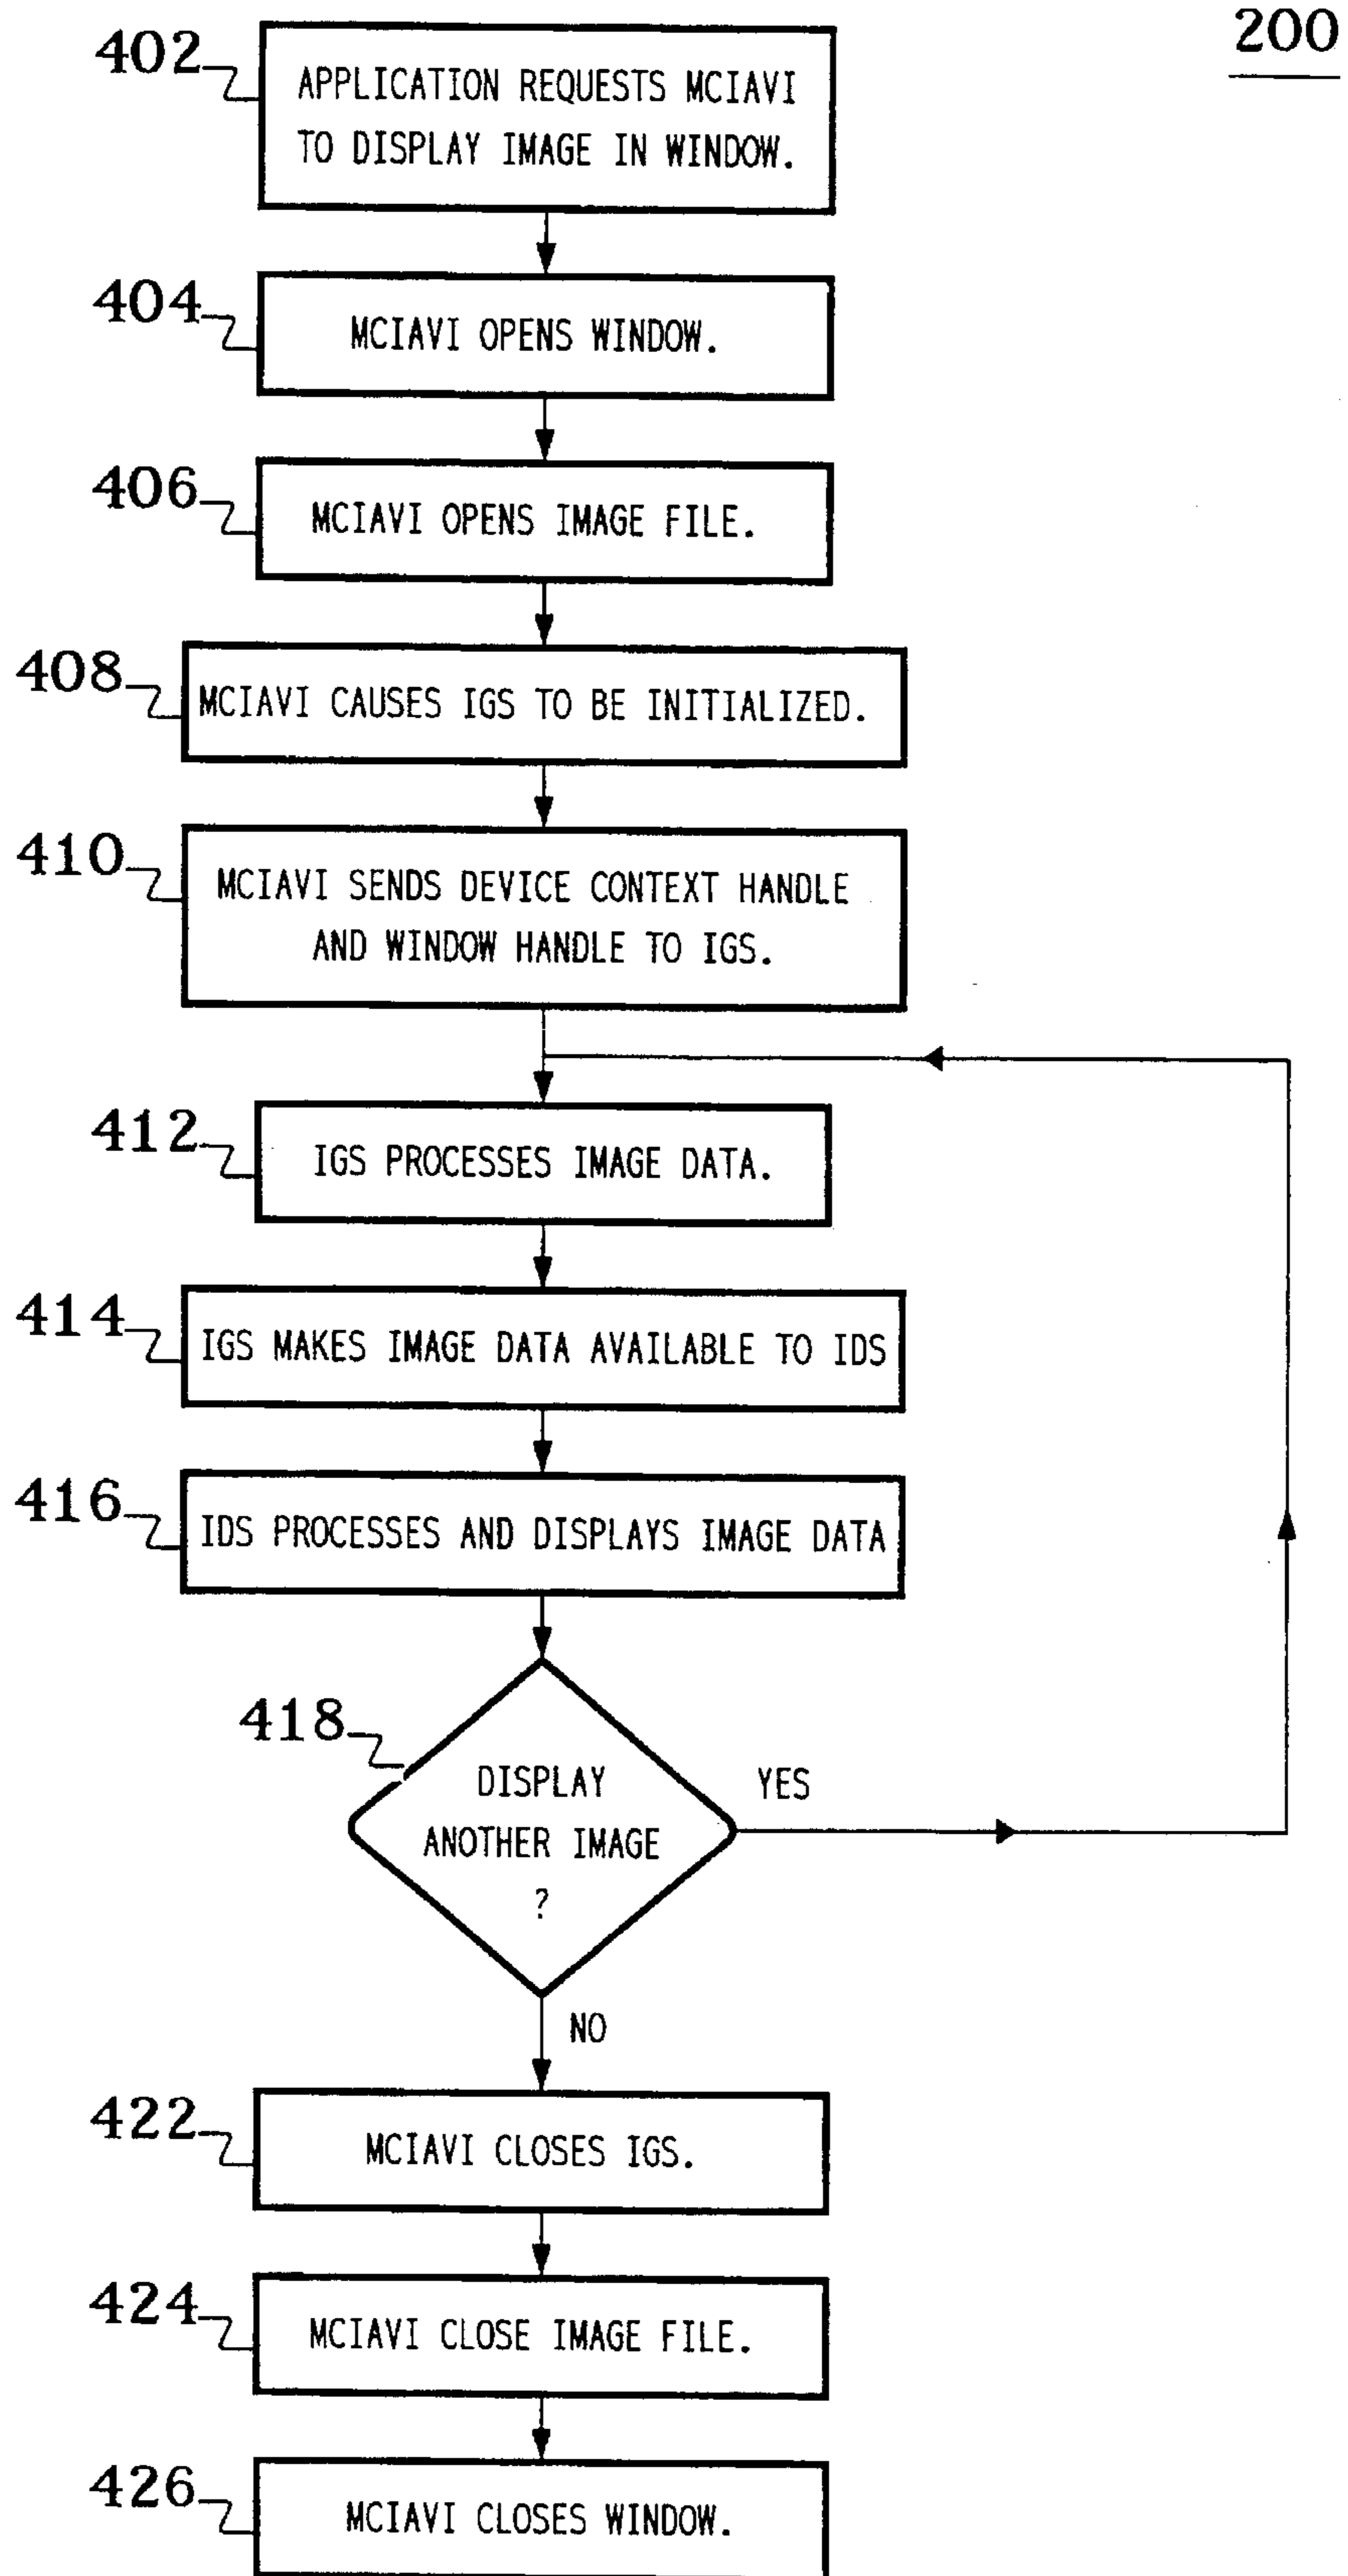 200
402
APPLICATION REQUESTS MCIAVI
TO DISPLAY IMAGE IN WINDOW.
404
MCIAVI OPENS WINDOW.
406
MCIAVI OPENS IMAGE FILE.
408
MCIAVI CAUSES IGS TO BE INITIALIZED.
410
MCIAVI SENDS DEVICE CONTEXT HANDLE
AND WINDOW HANDLE TO IGS.
412
IGS PROCESSES IMAGE DATA.
414
IGS MAKES IMAGE DATA AVAILABLE TO IDS
416
IDS PROCESSES AND DISPLAYS IMAGE DATA
418
DISPLAY
ANOTHER IMAGE
?
YES
NO
422
MCIAVI CLOSES IGS.
424
MCIAVI CLOSE IMAGE FILE.
426
MCIAVI CLOSES WINDOW.